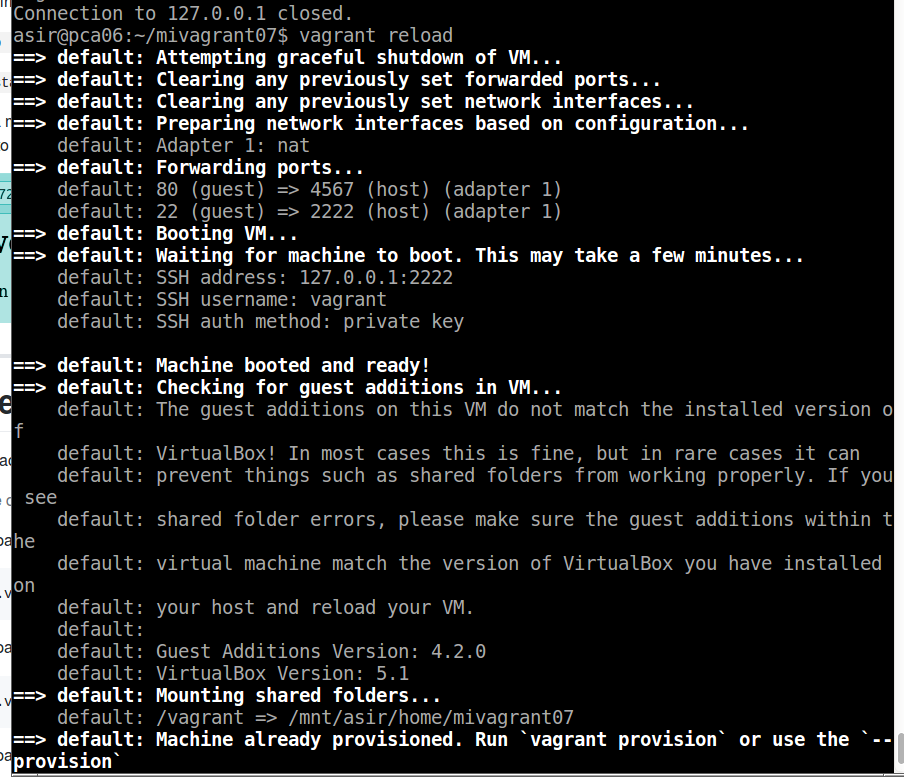 Connection to 127.0.0.1 closed.
asir@pca06:~/mivagrant07$ vagrant reload
==> default: Attempting graceful shutdown of VM...
==> default: Clearing any previously set forwarded ports...
==> default: Clearing any previously set network interfaces...
==> default: Preparing network interfaces based on configuration...
    default: Adapter 1: nat
==> default: Forwarding ports...
    default: 80 (guest) => 4567 (host) (adapter 1)
    default: 22 (guest) => 2222 (host) (adapter 1)
==> default: Booting VM...
==> default: Waiting for machine to boot. This may take a few minutes...
    default: SSH address: 127.0.0.1:2222
    default: SSH username: vagrant
    default: SSH auth method: private key
==> default: Machine booted and ready!
==> default: Checking for guest additions in VM...
    default: The guest additions on this VM do not match the installed version o
f
    default: VirtualBox! In most cases this is fine, but in rare cases it can
    default: prevent things such as shared folders from working properly. If you
 see
    default: shared folder errors, please make sure the guest additions within t
he
    default: virtual machine match the version of VirtualBox you have installed
on
    default: your host and reload your VM.
    default:
    default: Guest Additions Version: 4.2.0
    default: VirtualBox Version: 5.1
==> default: Mounting shared folders...
    default: /vagrant => /mnt/asir/home/mivagrant07
==> default: Machine already provisioned. Run `vagrant provision` or use the `--
provision`